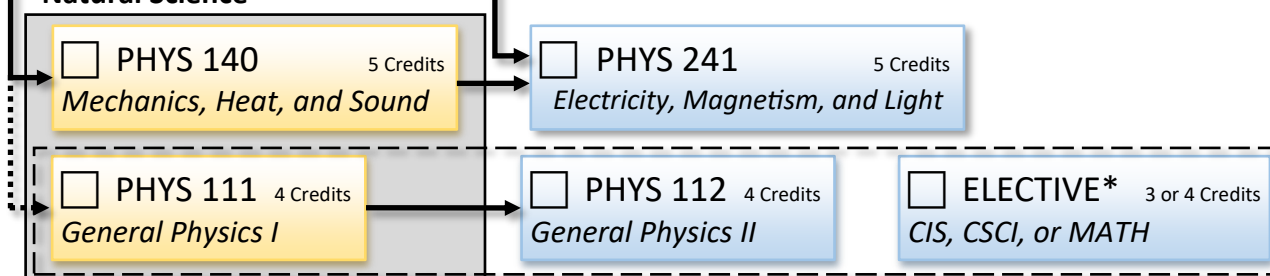 Natural Science
PHYS 140 5 Credits
Mechanics, Heat, and Sound
PHYS 241 5 Credits
Electricity, Magnetism, and Light
PHYS 111 4 Credits
General Physics I
PHYS 112 4 Credits
General Physics II
ELECTIVE* 3 or 4 Credits
CIS, CSCI, or MATH